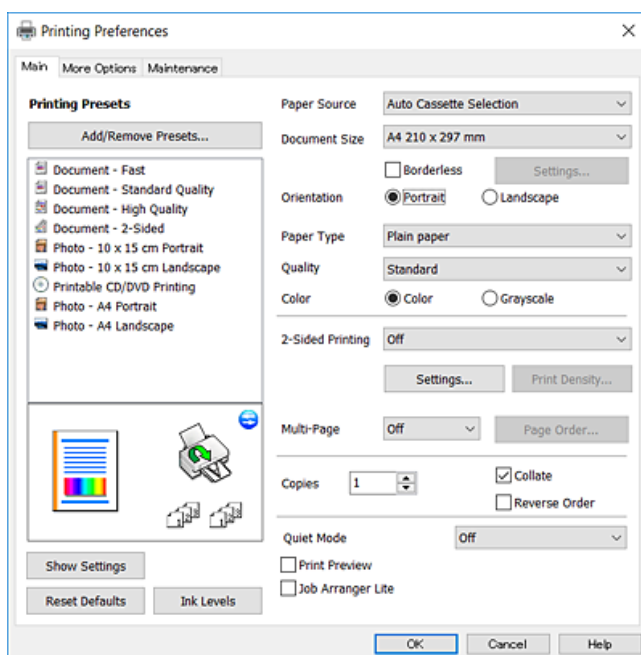 Printing Preferences
Main More Options Maintenance
Printing Presets
Add/Remove Presets...
Document - Fast
Document - Standard Quality
Document - High Quality
Document - 2-Sided
Photo - 10 x 15 cm Portrait
Photo - 10 x 15 cm Landscape
Printable CD/DVD Printing
Photo - A4 Portrait
Photo - A4 Landscape
Show Settings
Reset Defaults Ink Levels
Paper Source Auto Cassette Selection
Document Size A4 210 x 297 mm
Borderless Settings...
Orientation Portrait Landscape
Paper Type Plain paper
Quality Standard
Color Color Grayscale
2-Sided Printing Off
Settings... Print Density...
Multi-Page Off Page Order...
Copies 1 Collate
Reverse Order
Quiet Mode Off
Print Preview
Job Arranger Lite
OK Cancel Help